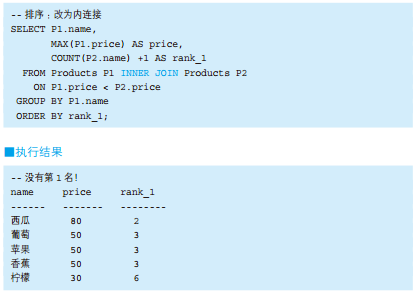 -- 排序：改为内连接
SELECT P1.name,
MAX(P1.price) AS price,
COUNT(P2.name) +1 AS rank_1
FROM Products P1 INNER JOIN Products P2
ON P1.price < P2.price
GROUP BY P1.name
ORDER BY rank_1;
■执行结果
-- 没有第 1 名！
name price rank_1
------ ------- --------
西瓜 80 2
葡萄 50 3
苹果 50 3
香蕉 50 3
柠檬 30 6